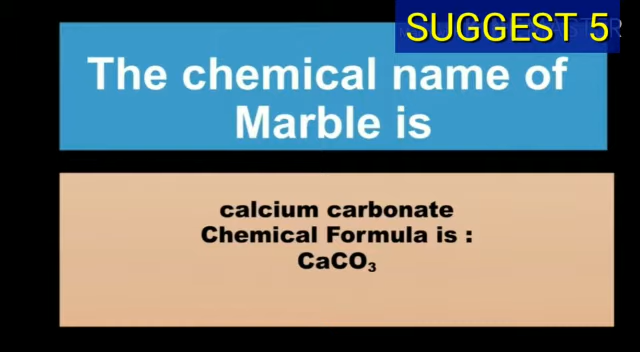 SUGGEST 5
The chemical name of
Marble is
calcium carbonate
Chemical Formula is :
CaCO₃